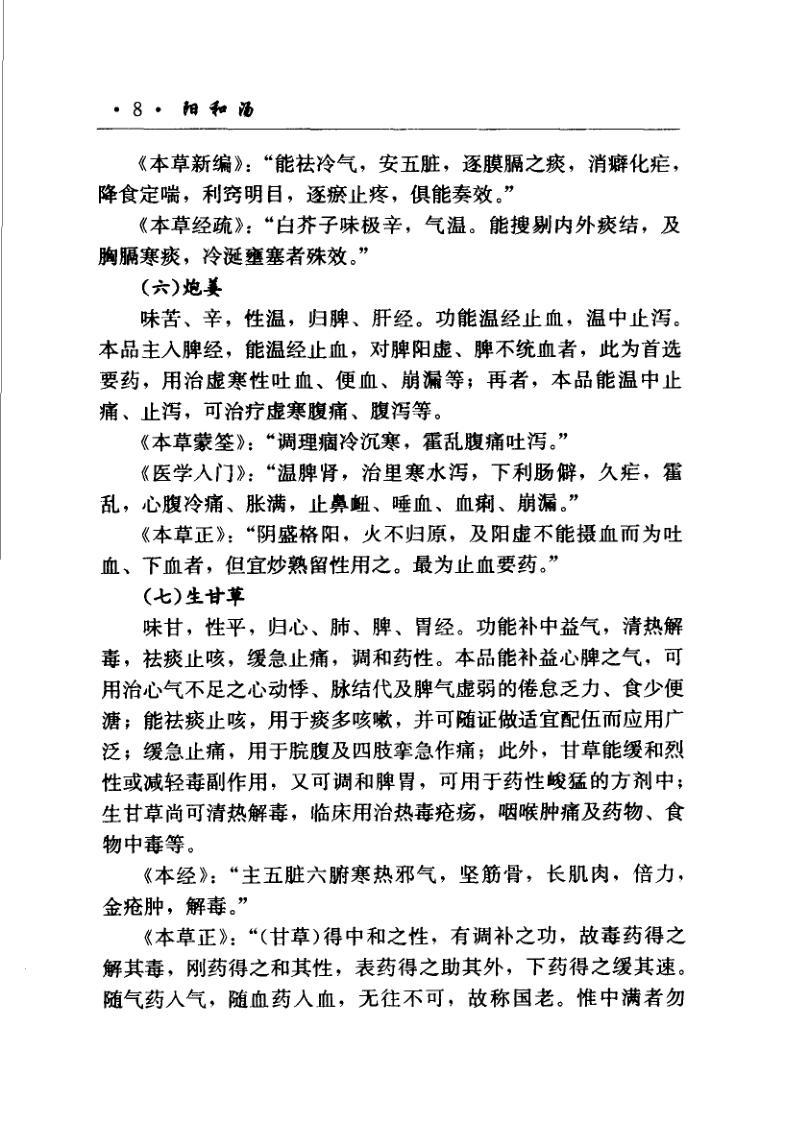 ·8· 阳和汤
《本草新编》：“能祛冷气，安五脏，逐膜膈之痰，消癖化疟，
降食定喘，利窍明目，逐瘀止疼，俱能奏效。”
《本草经疏》：“白芥子味极辛，气温。能搜剔内外痰结，及
胸膈寒痰，冷涎壅塞者殊效。”
(六)炮姜
味苦、辛，性温，归脾、肝经。功能温经止血，温中止泻。
本品主入脾经，能温经止血，对脾阳虚、脾不统血者，此为首选
要药，用治虚寒性吐血、便血、崩漏等；再者，本品能温中止
痛、止泻，可治疗虚寒腹痛、腹泻等。
《本草蒙筌》：“调理痼冷沉寒，霍乱腹痛吐泻。”
《医学入门》：“温脾肾，治里寒水泻，下利肠僻，久疟，霍
乱，心腹冷痛、胀满，止鼻衄、唾血、血痢、崩漏。”
《本草正》：“阴盛格阳，火不归原，及阳虚不能摄血而为吐
血、下血者，但宜炒熟留性用之。最为止血要药。”
(七)生甘草
味甘，性平，归心、肺、脾、胃经。功能补中益气，清热解
毒，祛痰止咳，缓急止痛，调和药性。本品能补益心脾之气，可
用治心气不足之心动悸、脉结代及脾气虚弱的倦怠乏力、食少便
溏；能祛痰止咳，用于痰多咳嗽，并可随证做适宜配伍而应用广
泛；缓急止痛，用于脘腹及四肢挛急作痛；此外，甘草能缓和烈
性或减轻毒副作用，又可调和脾胃，可用于药性峻猛的方剂中；
生甘草尚可清热解毒，临床用治热毒疮疡，咽喉肿痛及药物、食
物中毒等。
《本经》：“主五脏六腑寒热邪气，坚筋骨，长肌肉，倍力，
金疮肿，解毒。”
《本草正》：“(甘草)得中和之性，有调补之功，故毒药得之
解其毒，刚药得之和其性，表药得之助其外，下药得之缓其速。
随气药入气，随血药入血，无往不可，故称国老。惟中满者勿